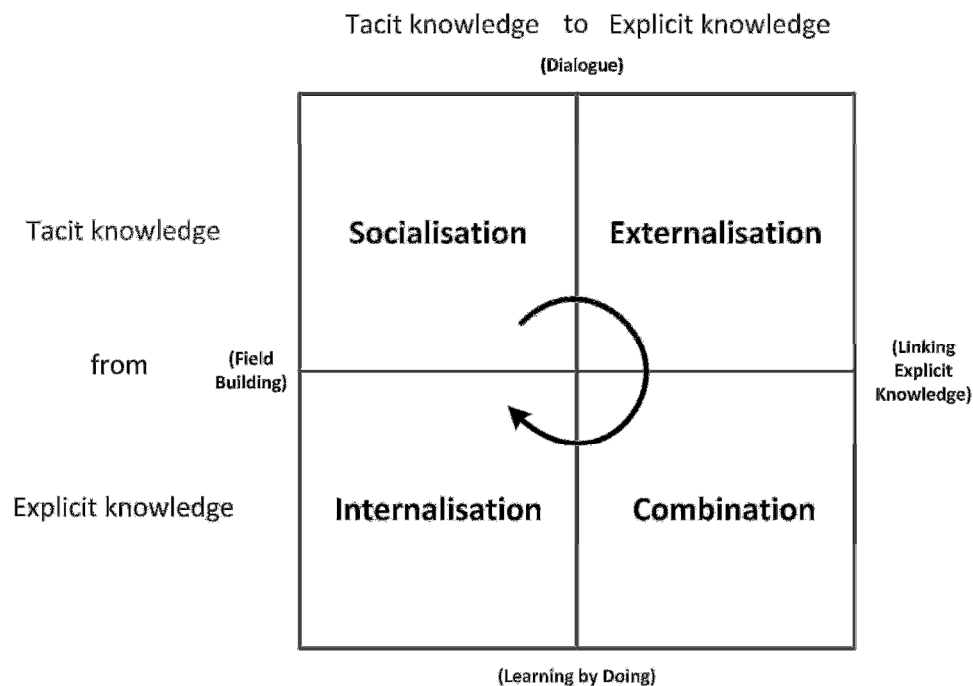 Tacit knowledge to Explicit knowledge
(Dialogue)
Tacit knowledge
Socialisation
Externalisation
from
(Field
Building)
(Linking
Explicit
Knowledge)
Explicit knowledge
Internalisation
Combination
(Learning by Doing)